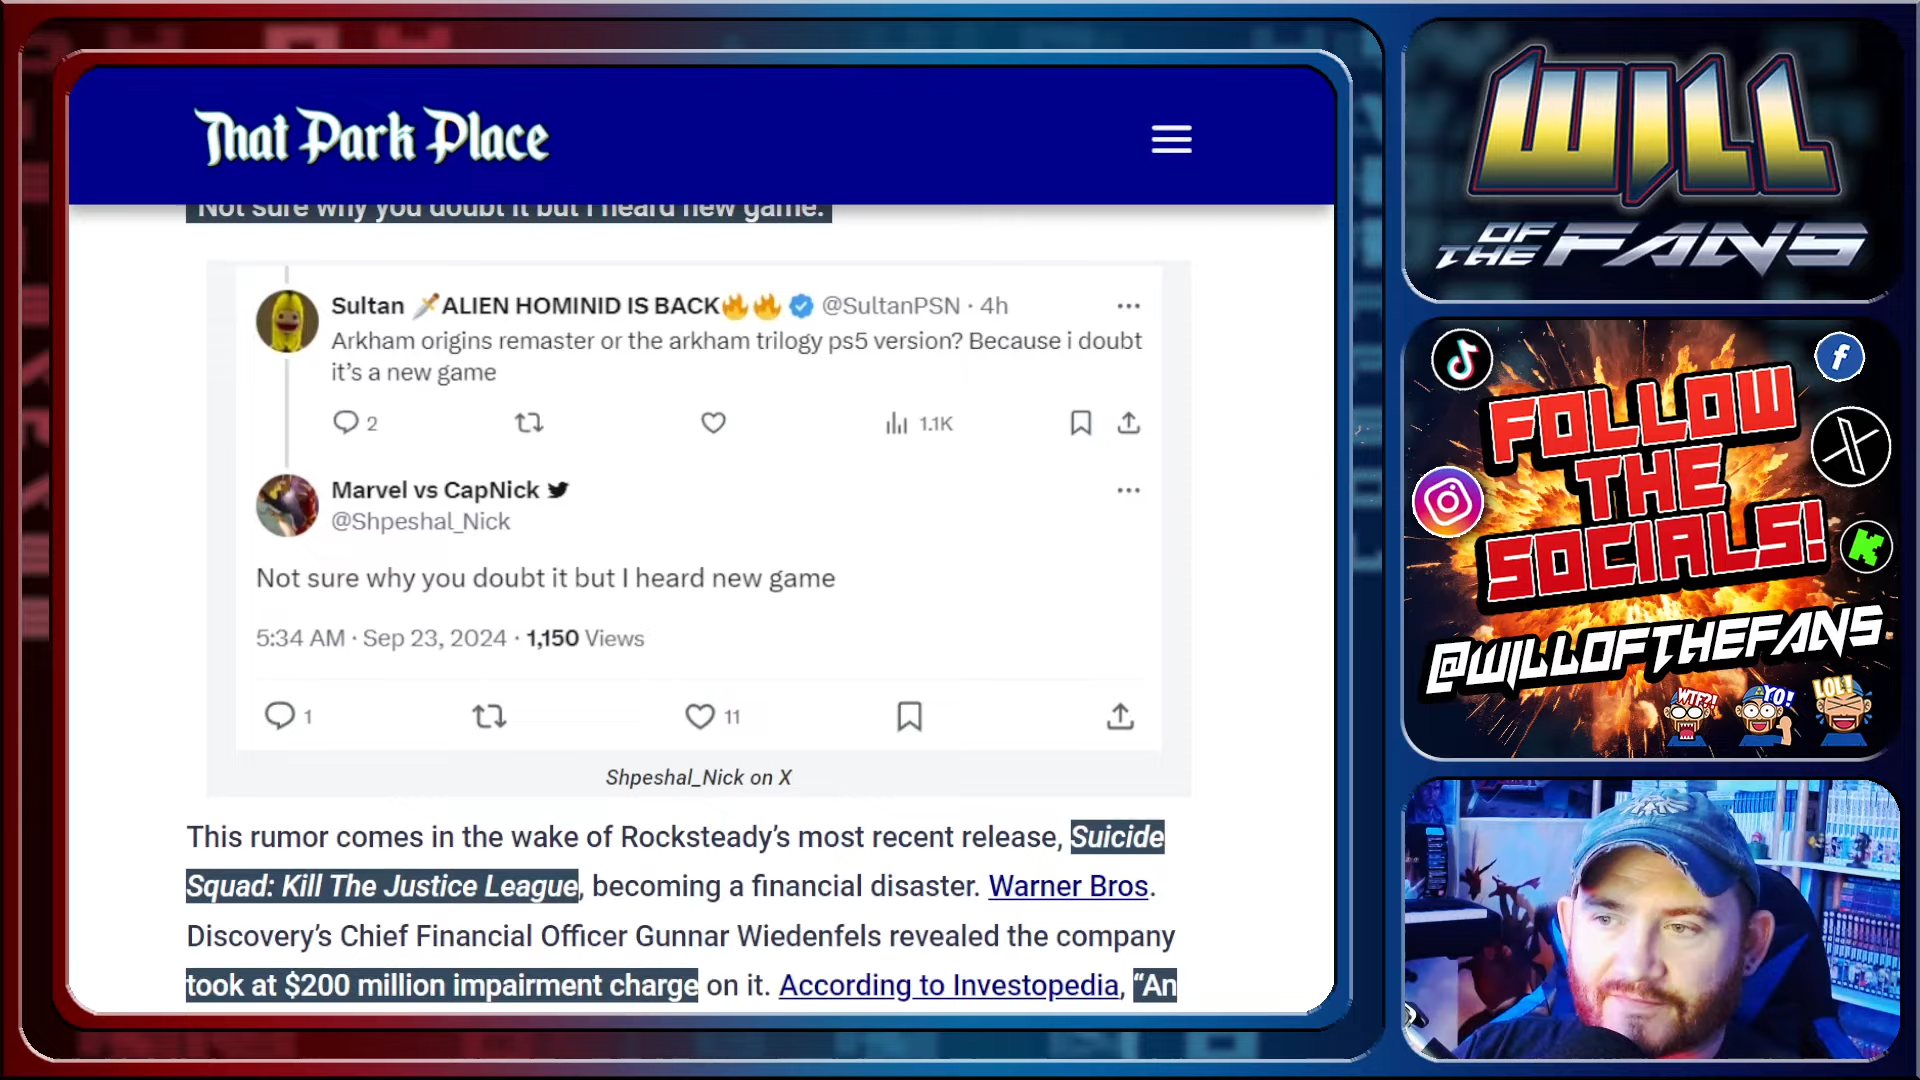 That Park Place
"Not sure why you doubt it but I heard new game.
Sultan 🗡️ALIEN HOMINID IS BACK🔥🔥 @SultanPSN · 4h
Arkham origins remaster or the arkham trilogy ps5 version? Because i doubt
it's a new game
2
1.1K
Marvel vs CapNick
@Shpeshal_Nick
Not sure why you doubt it but I heard new game
5:34 AM · Sep 23, 2024 · 1,150 Views
1
11
Shpeshal_Nick on X
This rumor comes in the wake of Rocksteady's most recent release, Suicide
Squad: Kill The Justice League, becoming a financial disaster. Warner Bros.
Discovery's Chief Financial Officer Gunnar Wiedenfels revealed the company
took at $200 million impairment charge on it. According to Investopedia, "An
WILL
OF
THE FANS
FOLLOW
THE
SOCIALS!
@WILLOFTHEFANS
WTF?!
YO!
LOL!